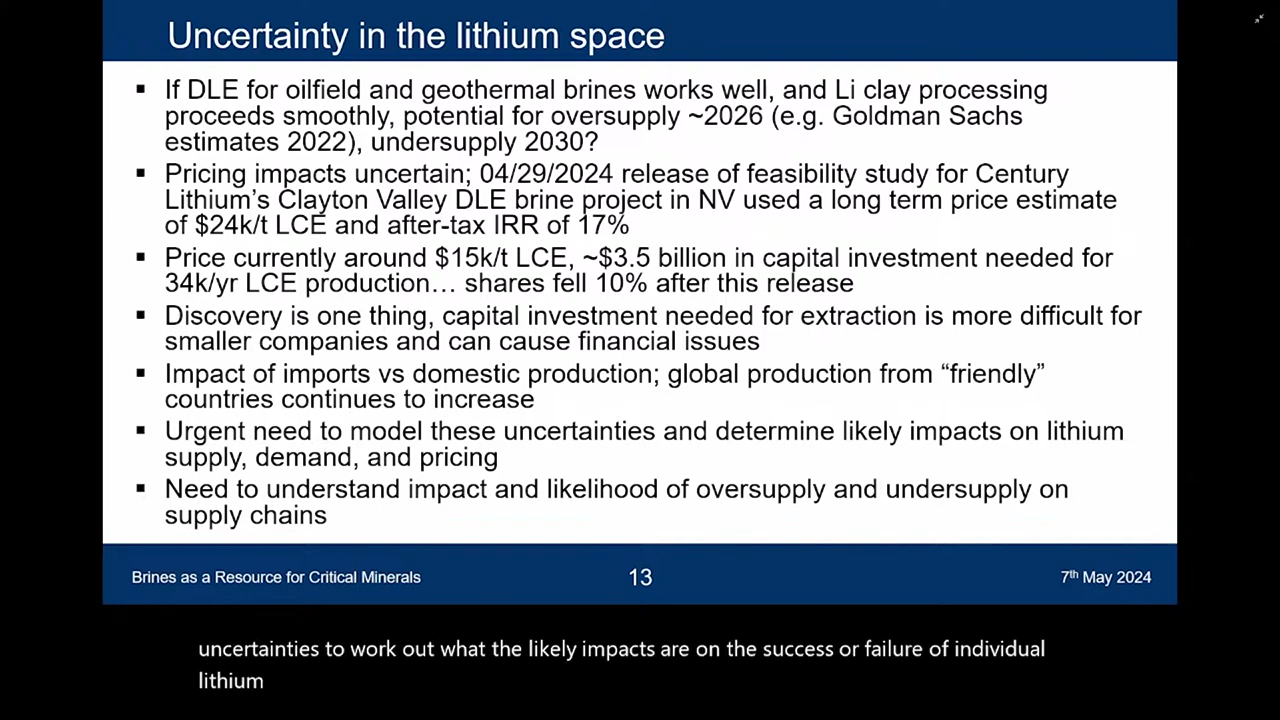 Uncertainty in the lithium space
▪ If DLE for oilfield and geothermal brines works well, and Li clay processing
proceeds smoothly, potential for oversupply ~2026 (e.g. Goldman Sachs
estimates 2022), undersupply 2030?
▪ Pricing impacts uncertain; 04/29/2024 release of feasibility study for Century
Lithium’s Clayton Valley DLE brine project in NV used a long term price estimate
of $24k/t LCE and after-tax IRR of 17%
▪ Price currently around $15k/t LCE, ~$3.5 billion in capital investment needed for
34k/yr LCE production… shares fell 10% after this release
▪ Discovery is one thing, capital investment needed for extraction is more difficult for
smaller companies and can cause financial issues
▪ Impact of imports vs domestic production; global production from “friendly”
countries continues to increase
▪ Urgent need to model these uncertainties and determine likely impacts on lithium
supply, demand, and pricing
▪ Need to understand impact and likelihood of oversupply and undersupply on
supply chains
Brines as a Resource for Critical Minerals
13
7th May 2024
uncertainties to work out what the likely impacts are on the success or failure of individual
lithium